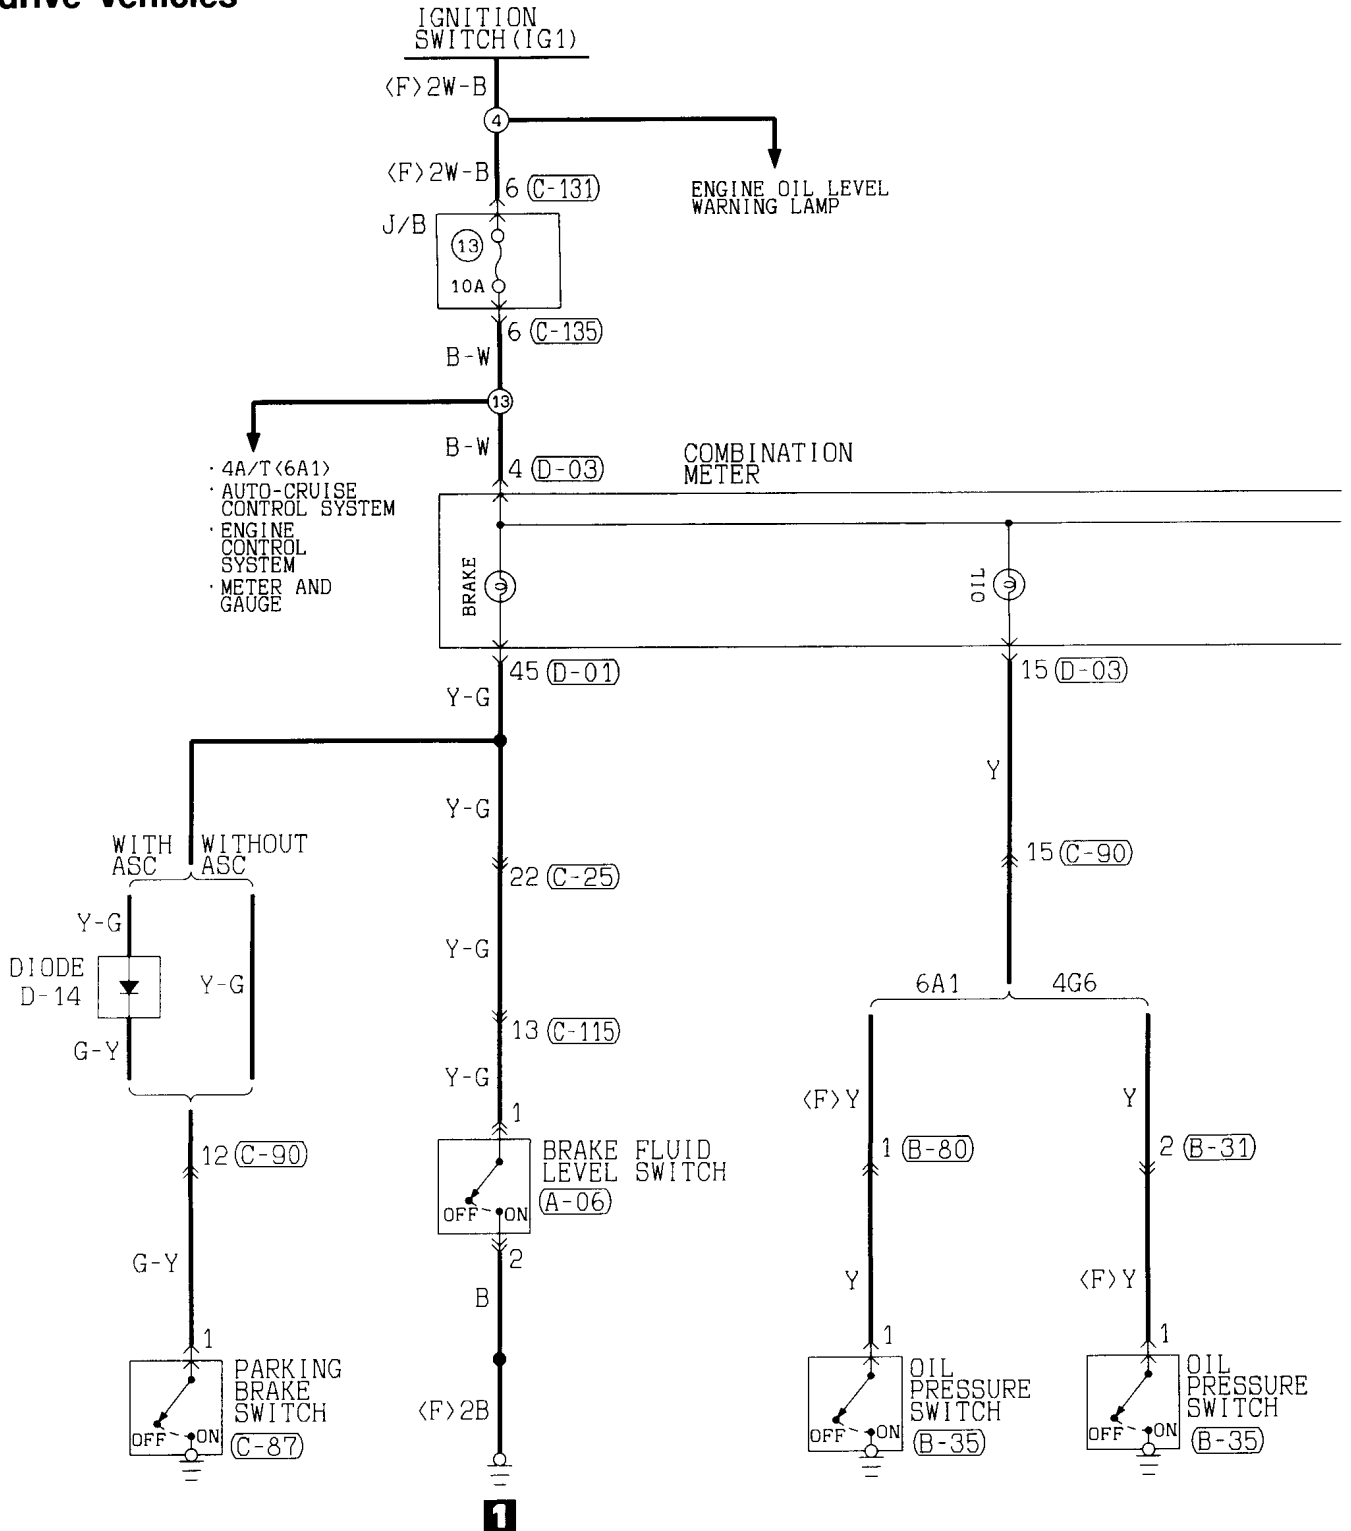 drive vehicles
IGNITION
SWITCH(IG1)
<F>2W-B
4
<F>2W-B
6 (C-131)
ENGINE OIL LEVEL
WARNING LAMP
J/B
13
10A
6 (C-135)
B-W
13
B-W
4 (D-03)
COMBINATION
METER
· 4A/T<6A1>
· AUTO-CRUISE
CONTROL SYSTEM
· ENGINE
CONTROL
SYSTEM
· METER AND
GAUGE
BRAKE
OIL
45 (D-01)
15 (D-03)
Y-G
Y
Y-G
WITH
ASC
WITHOUT
ASC
15 (C-90)
22 (C-25)
Y-G
Y-G
DIODE
D-14
Y-G
6A1
4G6
13 (C-115)
G-Y
Y-G
<F>Y
Y
1
12 (C-90)
BRAKE FLUID
LEVEL SWITCH
(A-06)
1 (B-80)
2 (B-31)
OFF
ON
2
G-Y
B
Y
<F>Y
1
1
1
PARKING
BRAKE
SWITCH
(C-87)
OFF
ON
<F>2B
OIL
PRESSURE
SWITCH
(B-35)
OFF
ON
OIL
PRESSURE
SWITCH
(B-35)
OFF
ON
1